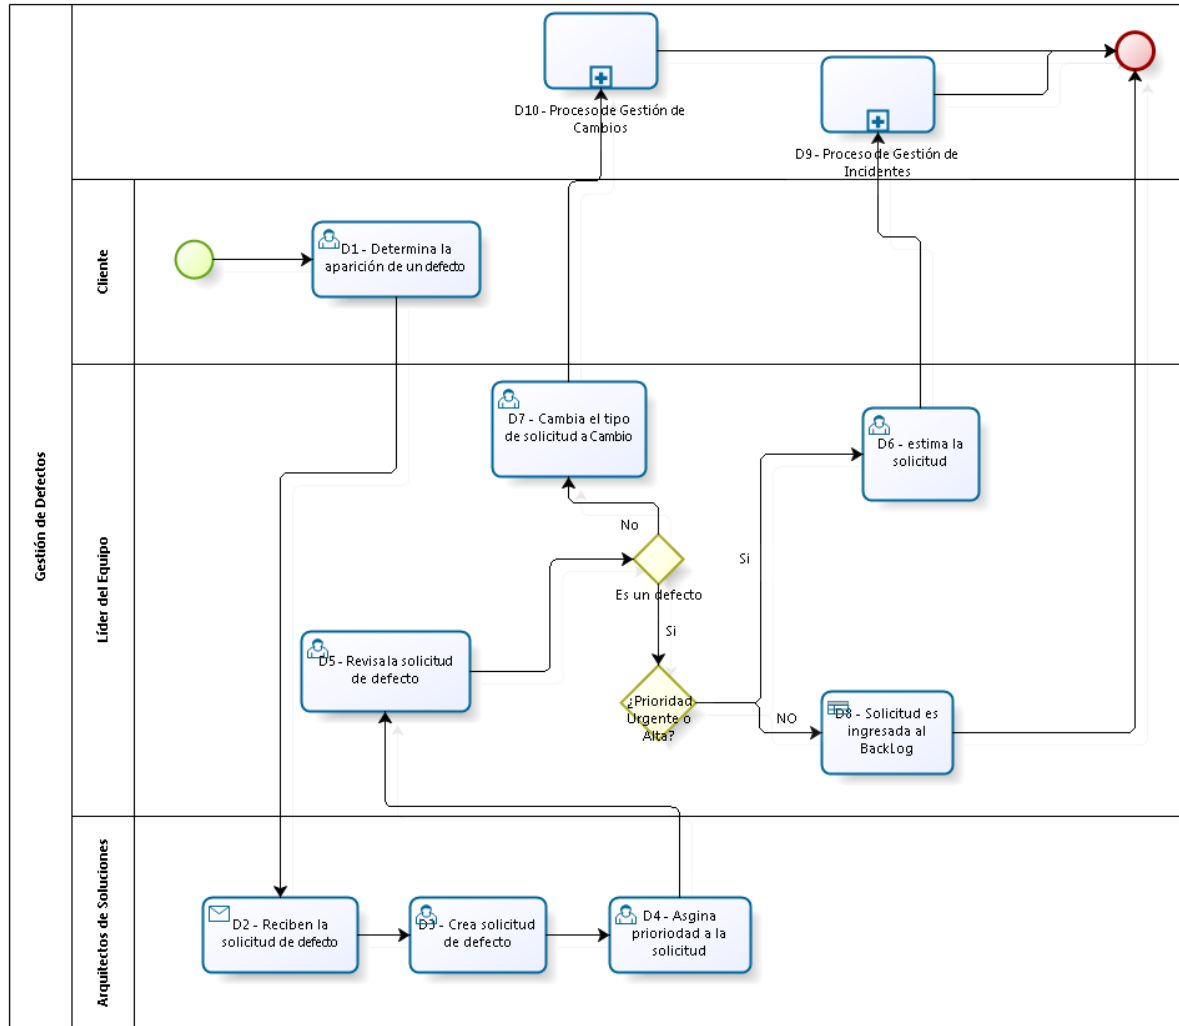 D10 - Proceso de Gestión de
Cambios
D9 - Proceso de Gestión de
Incidentes
Gestión de Defectos
Cliente
D1 - Determina la
aparición de un defecto
Líder del Equipo
D7 - Cambia el tipo
de solicitud a Cambio
D6 - estima la
solicitud
No
Si
Es un defecto
Si
D5 - Revisa la solicitud
de defecto
¿Prioridad
Urgente o
Alta?
NO
D8 - Solicitud es
ingresada al
BackLog
Arquitectos de Soluciones
D2 - Reciben la
solicitud de defecto
D3 - Crea solicitud
de defecto
D4 - Asgina
prioriodad a la
solicitud